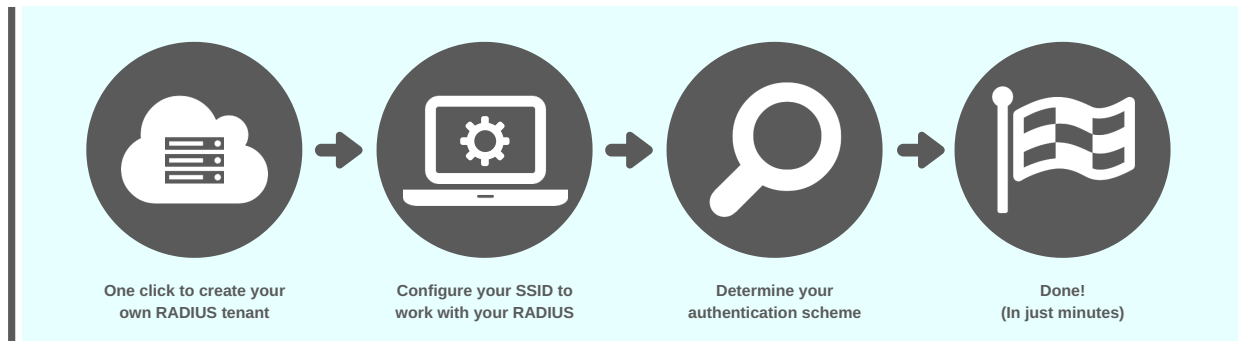 One click to create your
own RADIUS tenant
Configure your SSID to
work with your RADIUS
Determine your
authentication scheme
Done!
(In just minutes)